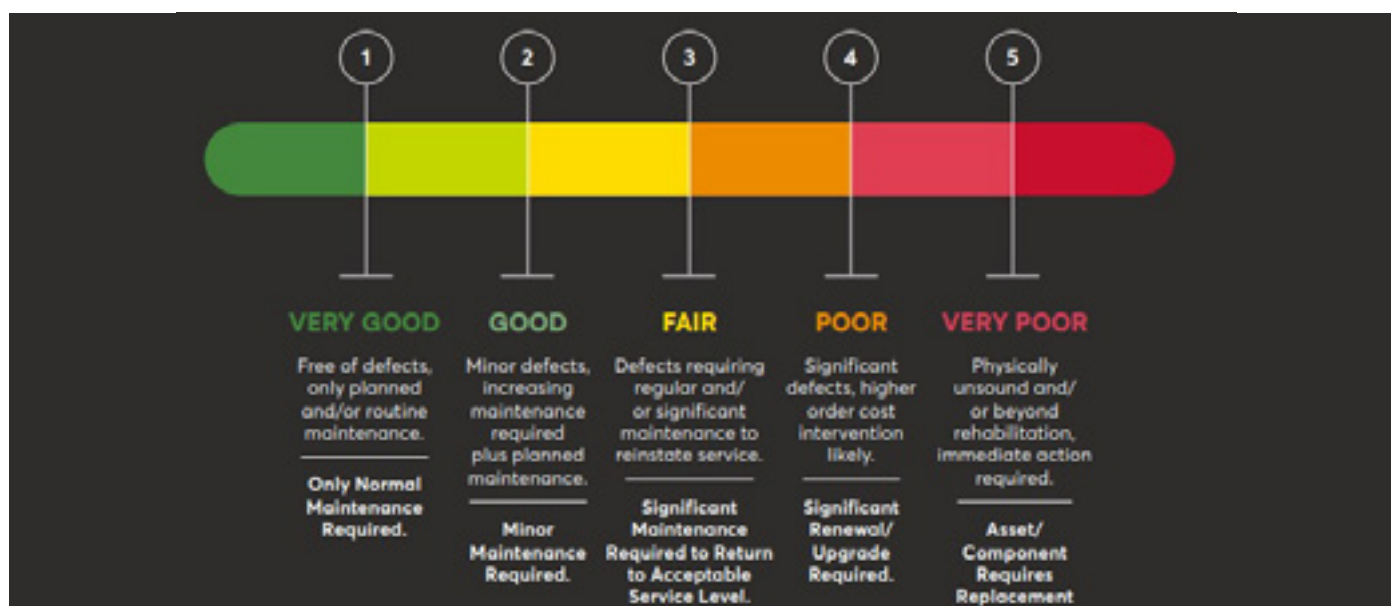 1
2
3
4
5
VERY GOOD
Free of defects,
only planned
and/or routine
maintenance.
Only Normal
Maintenance
Required.
GOOD
Minor defects,
increasing
maintenance
required
plus planned
maintenance.
Minor
Maintenance
Required.
FAIR
Defects requiring
regular and/
or significant
maintenance to
reinstate service.
Significant
Maintenance
Required to Return
to Acceptable
Service Level.
POOR
Significant
defects, higher
order cost
intervention
likely.
Significant
Renewal/
Upgrade
Required.
VERY POOR
Physically
unsound and/
or beyond
rehabilitation,
immediate action
required.
Asset/
Component
Requires
Replacement